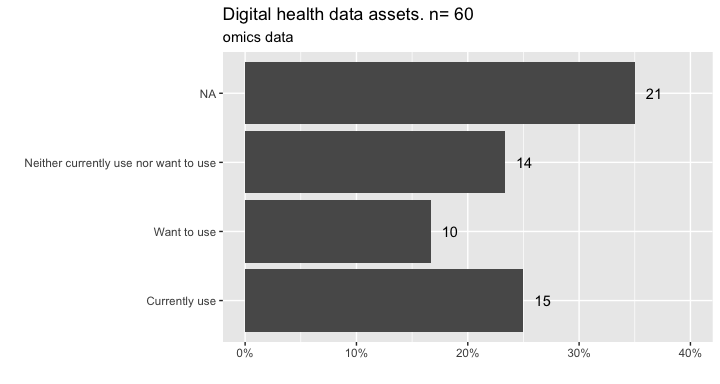 Digital health data assets. n= 60
omics data
NA
21
Neither currently use nor want to use
14
Want to use
10
Currently use
15
0%
10%
20%
30%
40%